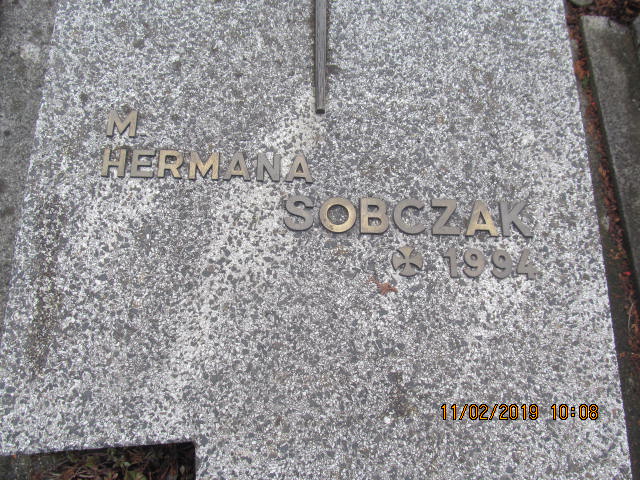 M
HERMANA
SOBCZAK
✠ 1994
11/02/2019 10:08